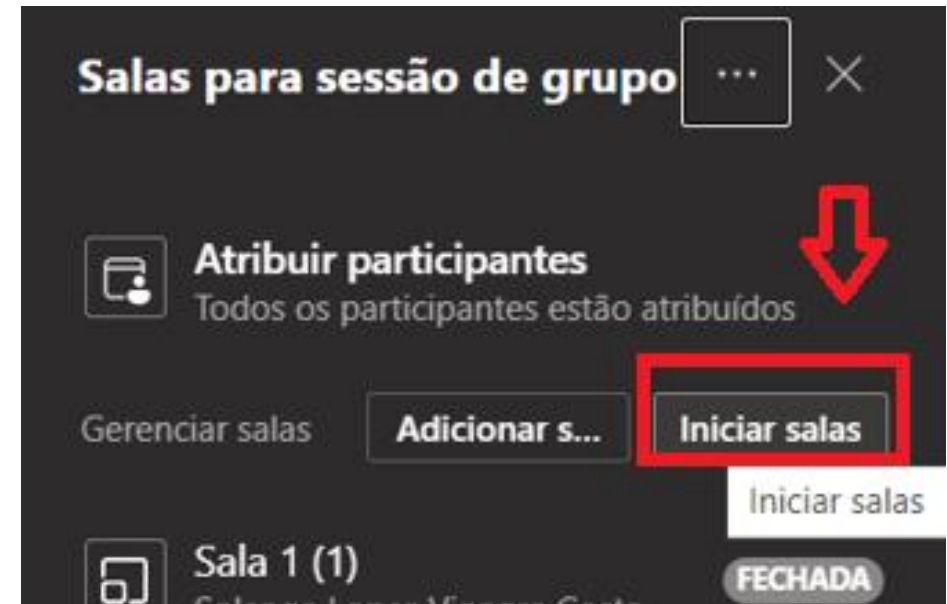 Salas para sessão de grupo ...
Atribuir participantes
Todos os participantes estão atribuídos
Gerenciar salas Adicionar s... Iniciar salas
Iniciar salas
Sala 1 (1)
FECHADA